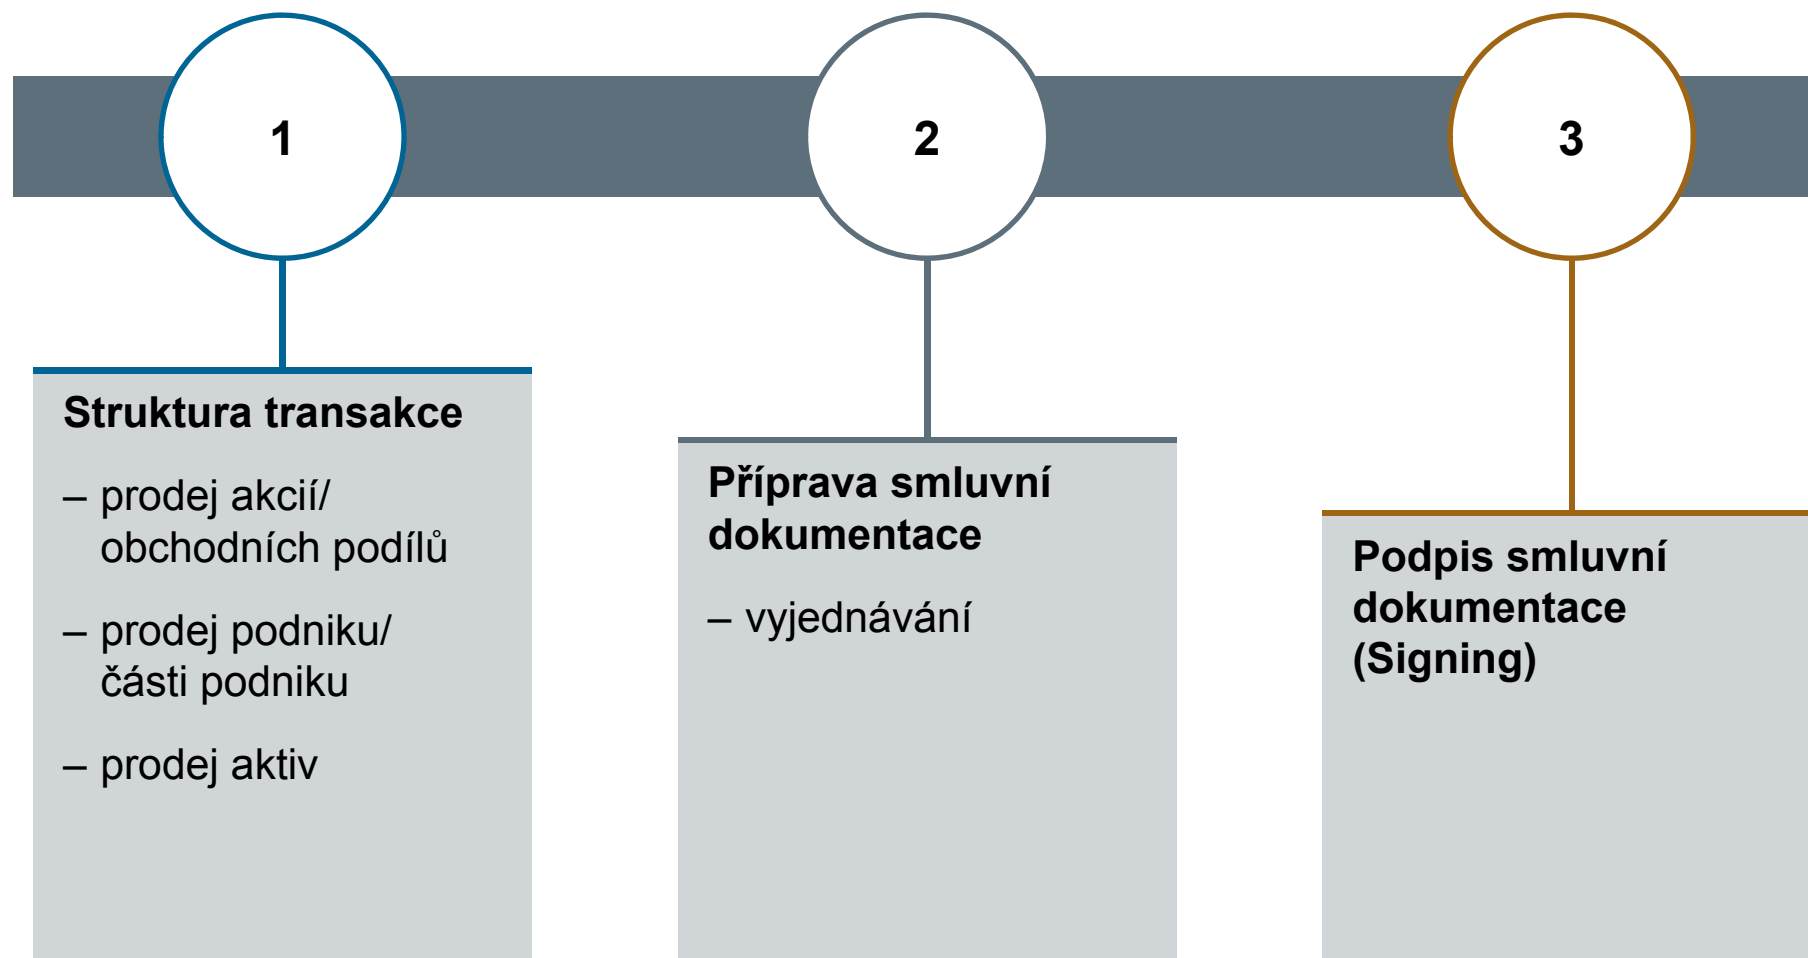 1
Struktura transakce
– prodej akcií/
obchodních podílů
– prodej podniku/
části podniku
– prodej aktiv
2
Příprava smluvní
dokumentace
– vyjednávání
3
Podpis smluvní
dokumentace
(Signing)